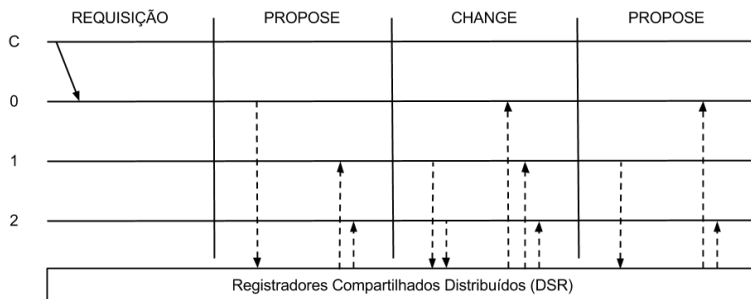 REQUISIÇÃO PROPOSE CHANGE PROPOSE
C
0
1
2
Registradores Compartilhados Distribuídos (DSR)